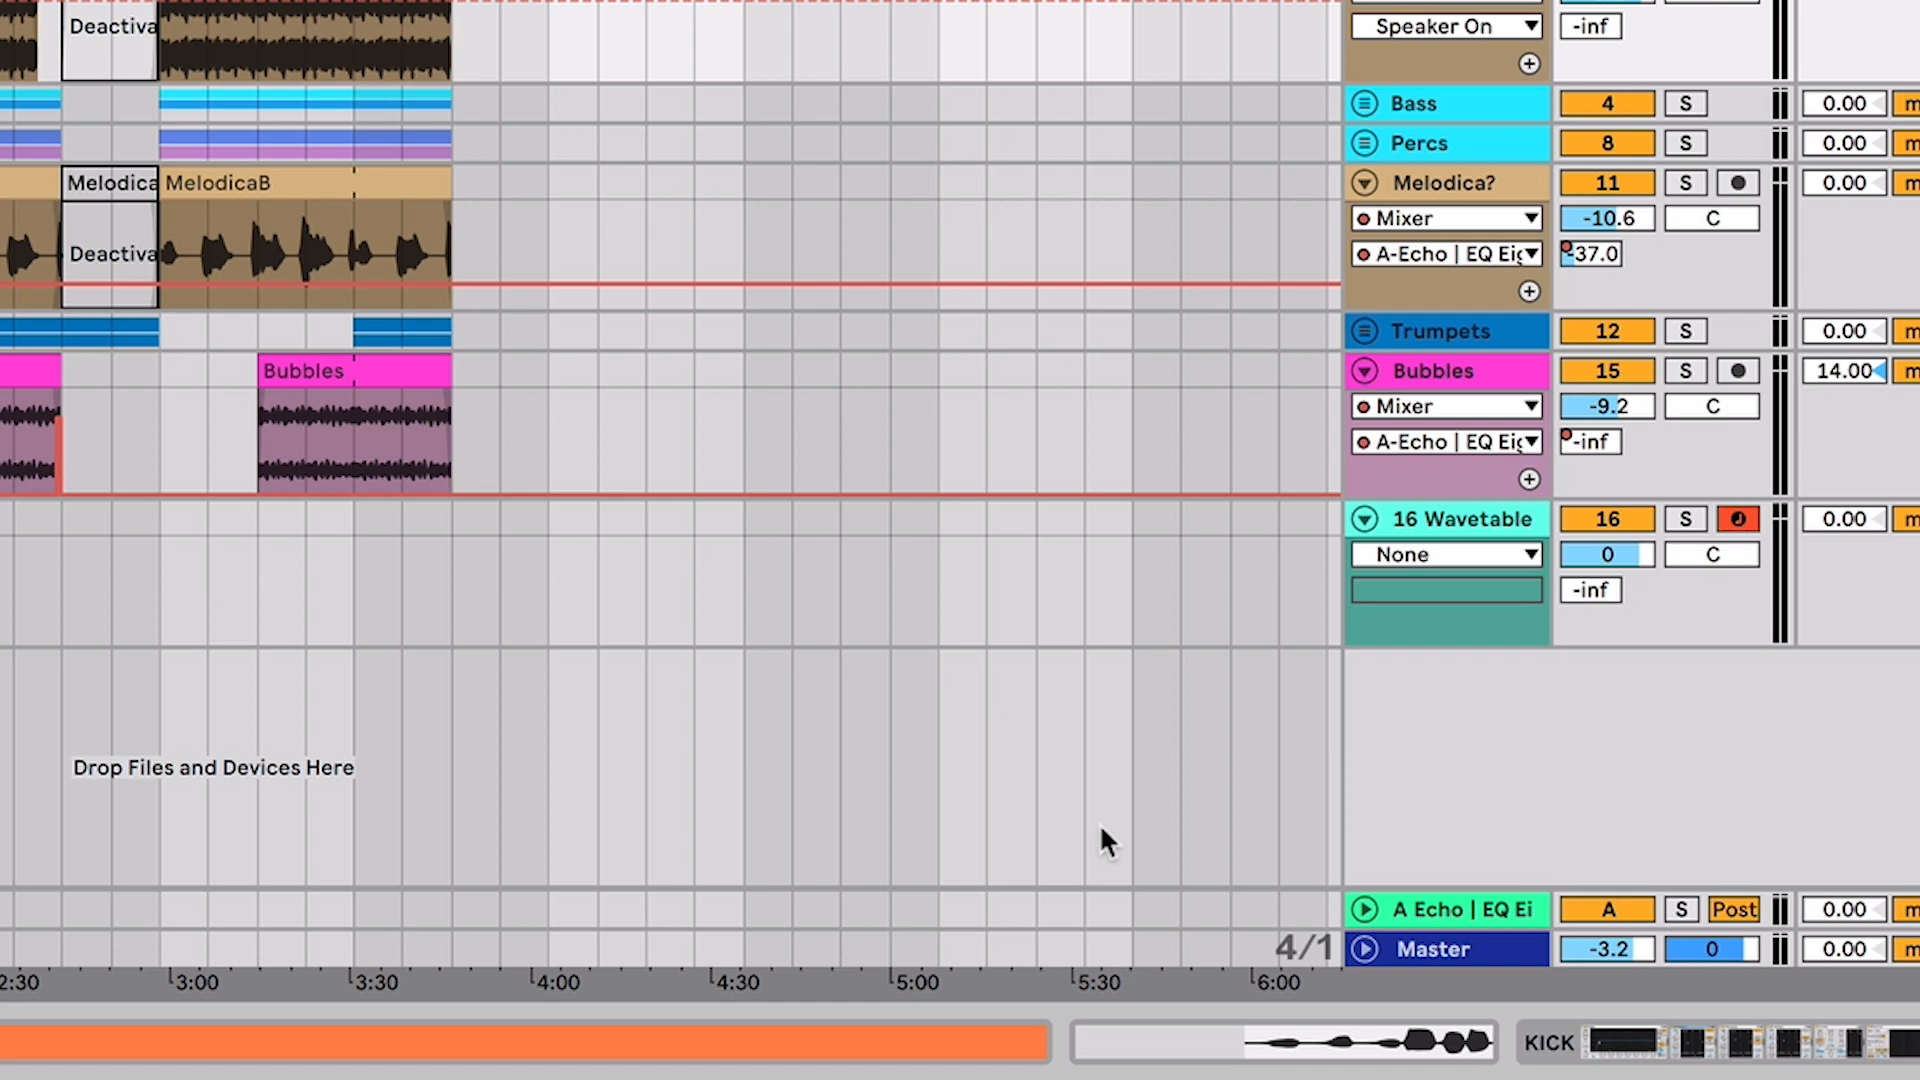 Deactiva Speaker On -inf
Bass 4 S 0.00 m
Percs 8 S 0.00 m
Melodica MelodicaB Melodica? 11 S 0.00 m
Mixer -10.6 C
Deactiva A-Echo | EQ Eig -37.0
Trumpets 12 S 0.00 m
Bubbles Bubbles 15 S 14.00 m
Mixer -9.2 C
A-Echo | EQ Eig -inf
16 Wavetable 16 S 0.00 m
None 0 C
-inf
Drop Files and Devices Here
A Echo | EQ Ei A S Post 0.00 m
4/1 Master -3.2 0 0.00 m
2:30 3:00 3:30 4:00 4:30 5:00 5:30 6:00
KICK